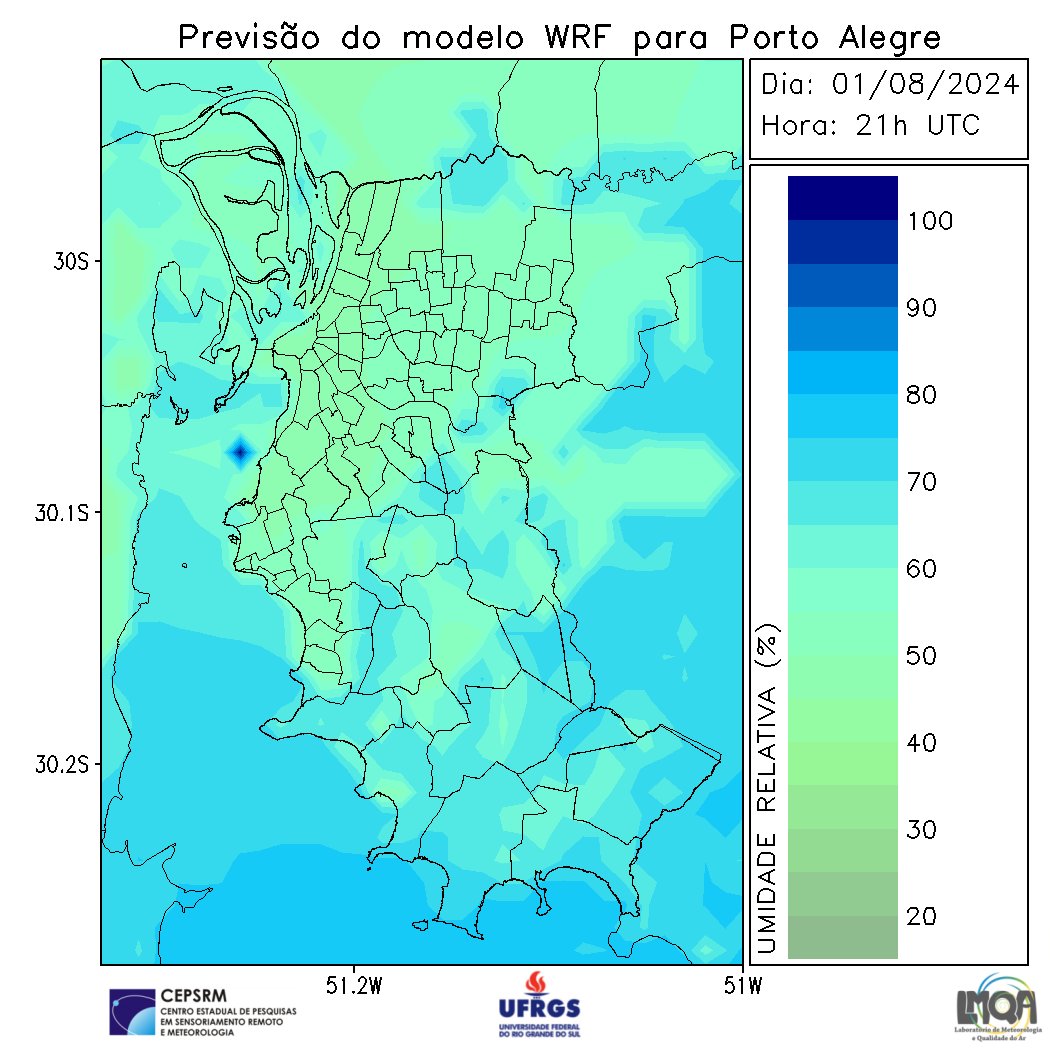 Previsão do modelo WRF para Porto Alegre
Dia: 01/08/2024
Hora: 21h UTC
100
90
80
70
60
50
40
30
20
UMIDADE RELATIVA (%)
30S
30.1S
30.2S
51.2W
51W
CEPSRM
CENTRO ESTADUAL DE PESQUISAS
EM SENSORIAMENTO REMOTO
E METEOROLOGIA
UFRGS
UNIVERSIDADE FEDERAL
DO RIO GRANDE DO SUL
LMQA
Laboratório de Meteorologia
e Qualidade do Ar